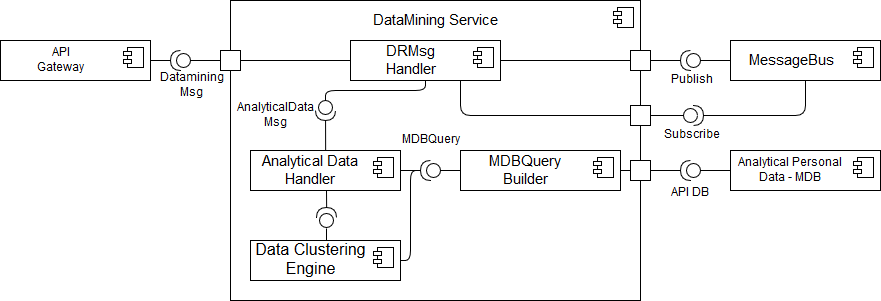 DataMining Service
API
Gateway
Datamining
Msg
DRMsg
Handler
Publish
MessageBus
AnalyticalData
Msg
Subscribe
MDBQuery
Analytical Data
Handler
MDBQuery
Builder
API DB
Analytical Personal
Data - MDB
Data Clustering
Engine